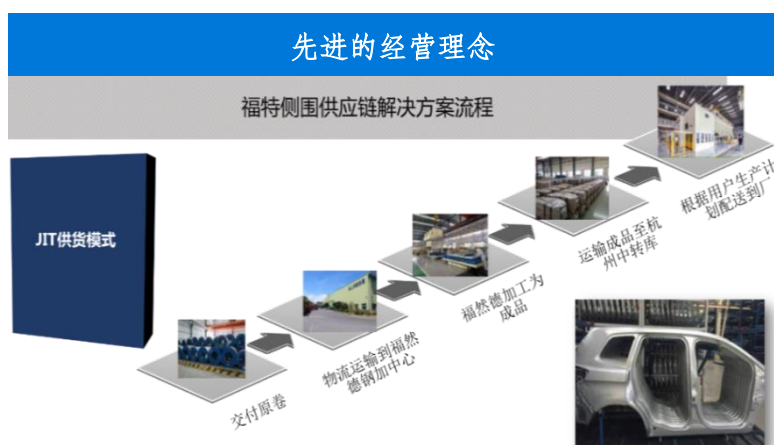 先进的经营理念
福特侧围供应链解决方案流程
JIT供货模式
交付原卷
物流运输到福然
德钢加中心
福然德加工为
成品
运输成品至杭
州中转库
根据用户生产计
划配送到厂